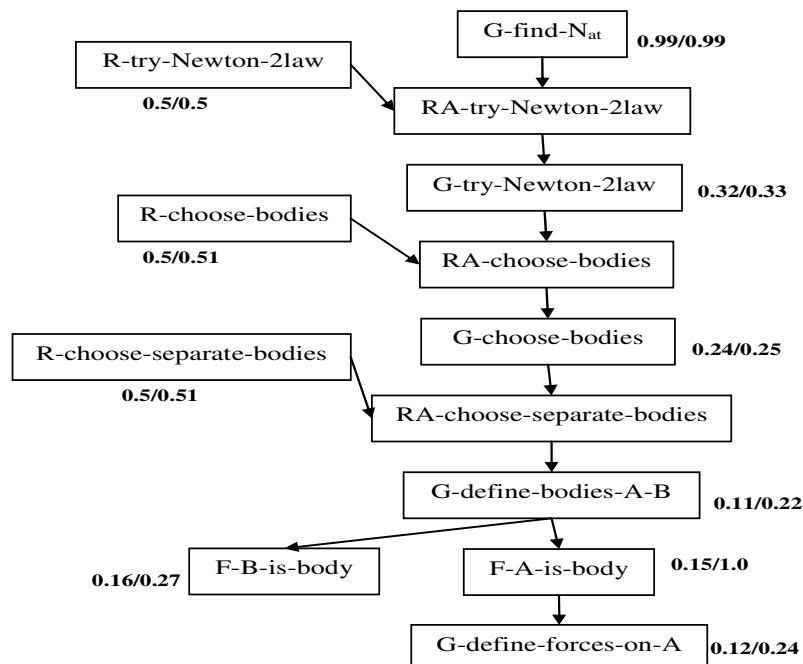 G-find-Nat
0.99/0.99
R-try-Newton-2law
0.5/0.5
RA-try-Newton-2law
G-try-Newton-2law
0.32/0.33
R-choose-bodies
0.5/0.51
RA-choose-bodies
G-choose-bodies
0.24/0.25
R-choose-separate-bodies
0.5/0.51
RA-choose-separate-bodies
G-define-bodies-A-B
0.11/0.22
0.16/0.27
F-B-is-body
F-A-is-body
0.15/1.0
G-define-forces-on-A
0.12/0.24